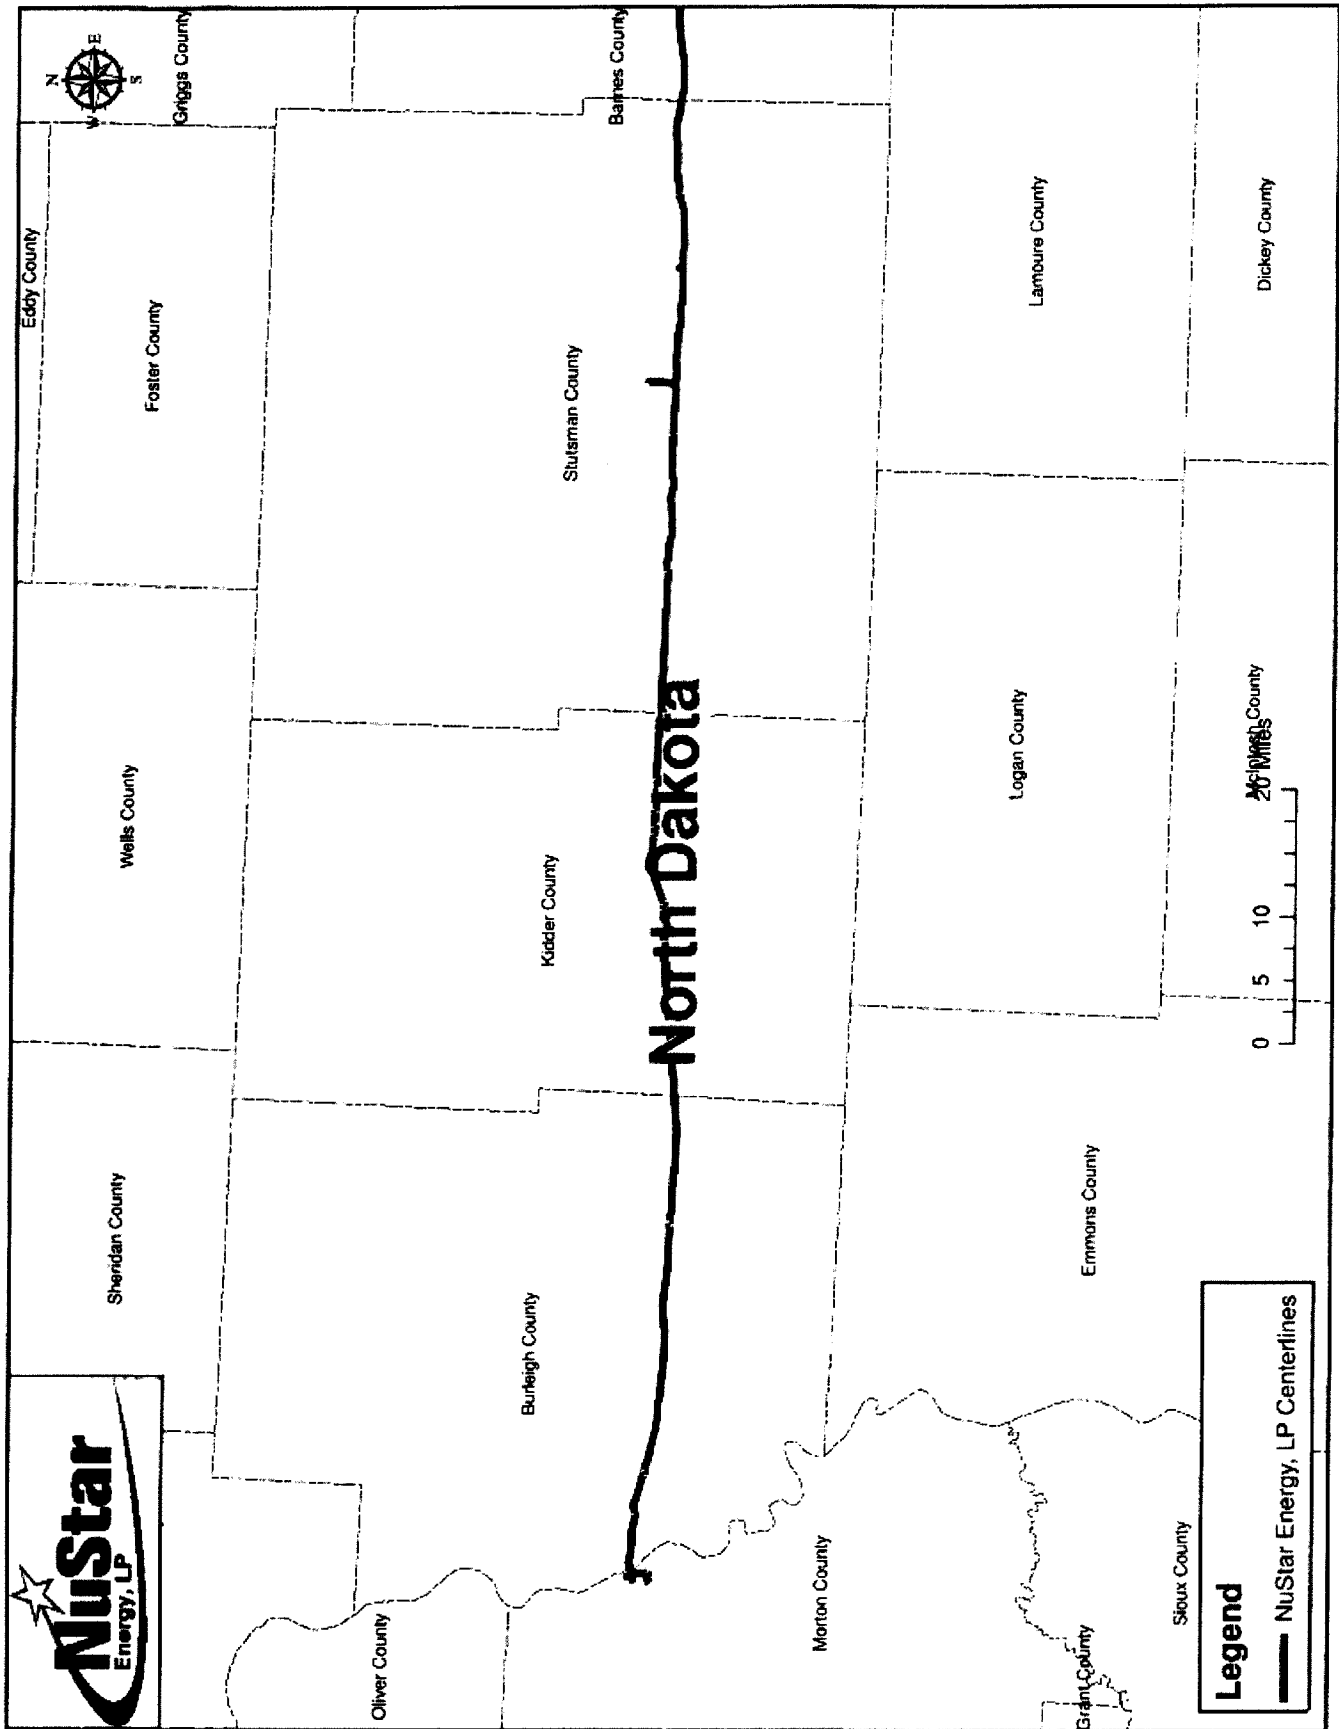 NuStar
Energy, LP
N
E
S
W
Eddy County
Griggs County
Sheridan County
Wells County
Foster County
Oliver County
Burleigh County
Kidder County
Stutsman County
Barnes County
North Dakota
Morton County
Emmons County
Logan County
Lamoure County
Grant County
Sioux County
McIntosh County
Dickey County
0 5 10 20 Miles
Legend
NuStar Energy, LP Centerlines